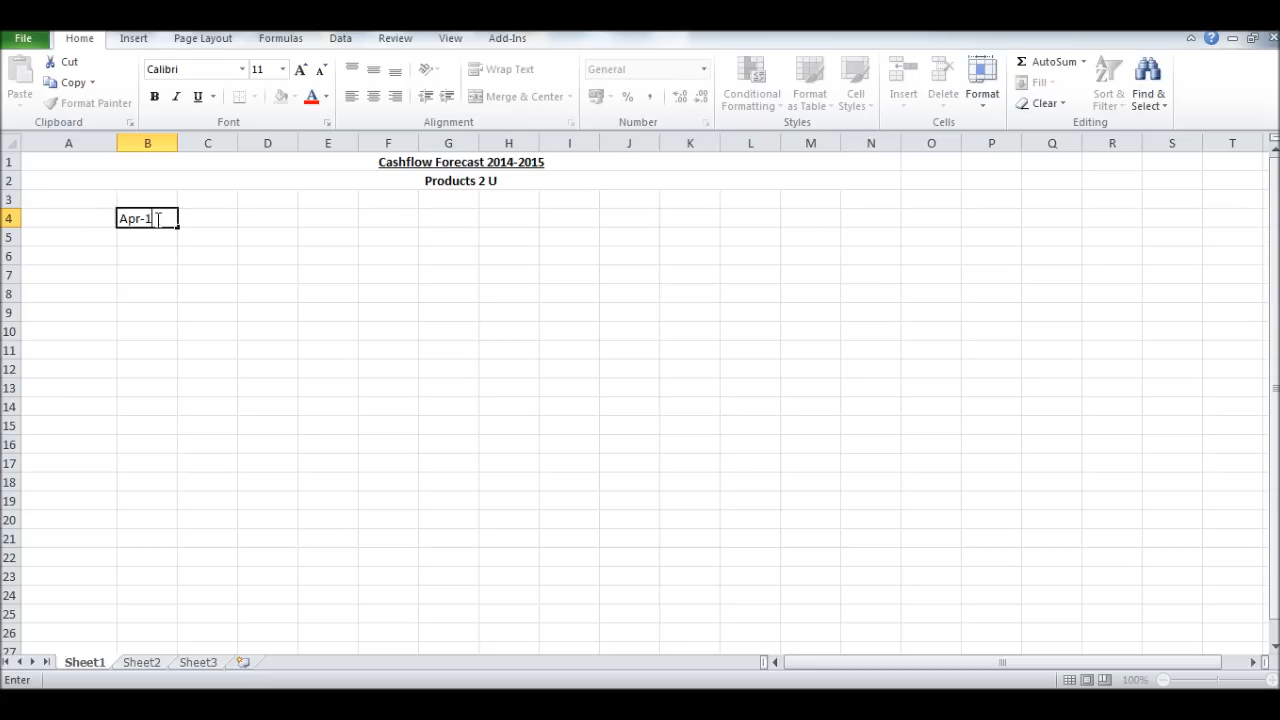 File Home Insert Page Layout Formulas Data Review View Add-Ins
Cut
Copy
Format Painter
Paste
Clipboard
Calibri 11
B I U
Font
Wrap Text
Merge & Center
Alignment
General
Number
Conditional Formatting
Format as Table
Cell Styles
Styles
Insert
Delete
Format
Cells
AutoSum
Fill
Clear
Sort & Filter
Find & Select
Editing
A B C D E F G H I J K L M N O P Q R S T
1 Cashflow Forecast 2014-2015
2 Products 2 U
3
4 Apr-1
5
6
7
8
9
10
11
12
13
14
15
16
17
18
19
20
21
22
23
24
25
26
27
Sheet1 Sheet2 Sheet3
Enter 100%